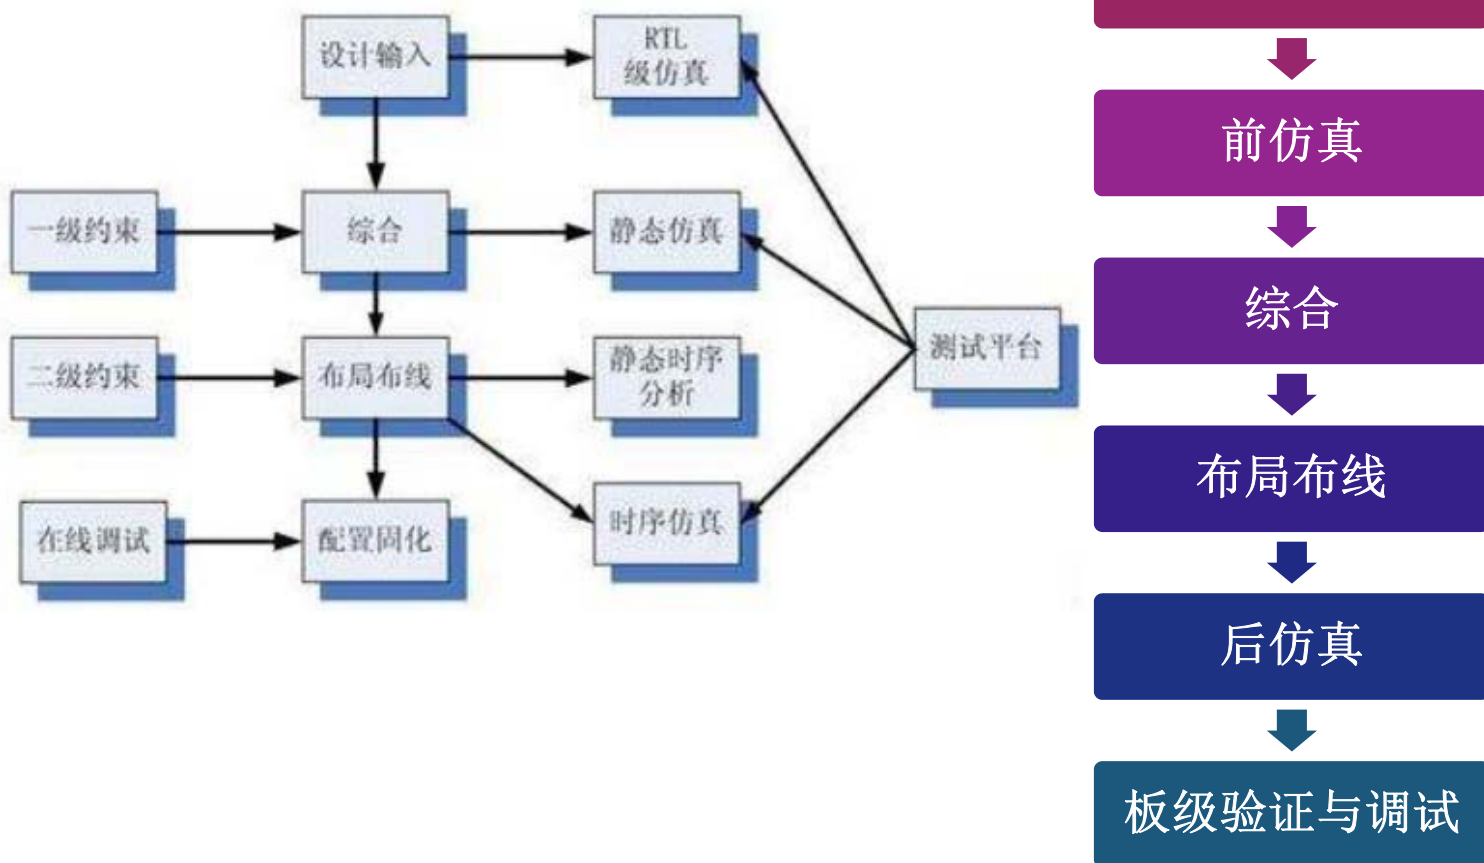 设计输入
RTL
级仿真
一级约束
综合
静态仿真
二级约束
布局布线
静态时序
分析
测试平台
在线调试
配置固化
时序仿真
前仿真
综合
布局布线
后仿真
板级验证与调试